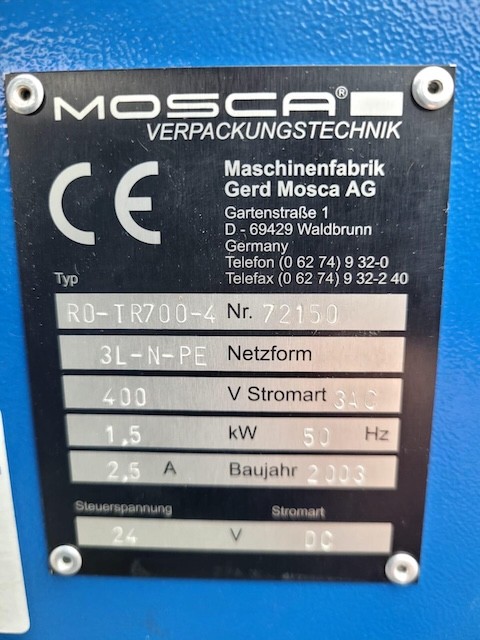 MOSCA®
VERPACKUNGSTECHNIK
CE
Maschinenfabrik
Gerd Mosca AG
Gartenstraße 1
D - 69429 Waldbrunn
Germany
Telefon (0 62 74) 9 32-0
Telefax (0 62 74) 9 32-2 40
Typ
RO-TR700-4 Nr. 72150
3L-N-PE Netzform
400 V Stromart 3AC
1,5 kW 50 Hz
2,5 A Baujahr 2003
Steuerspannung Stromart
24 V DC